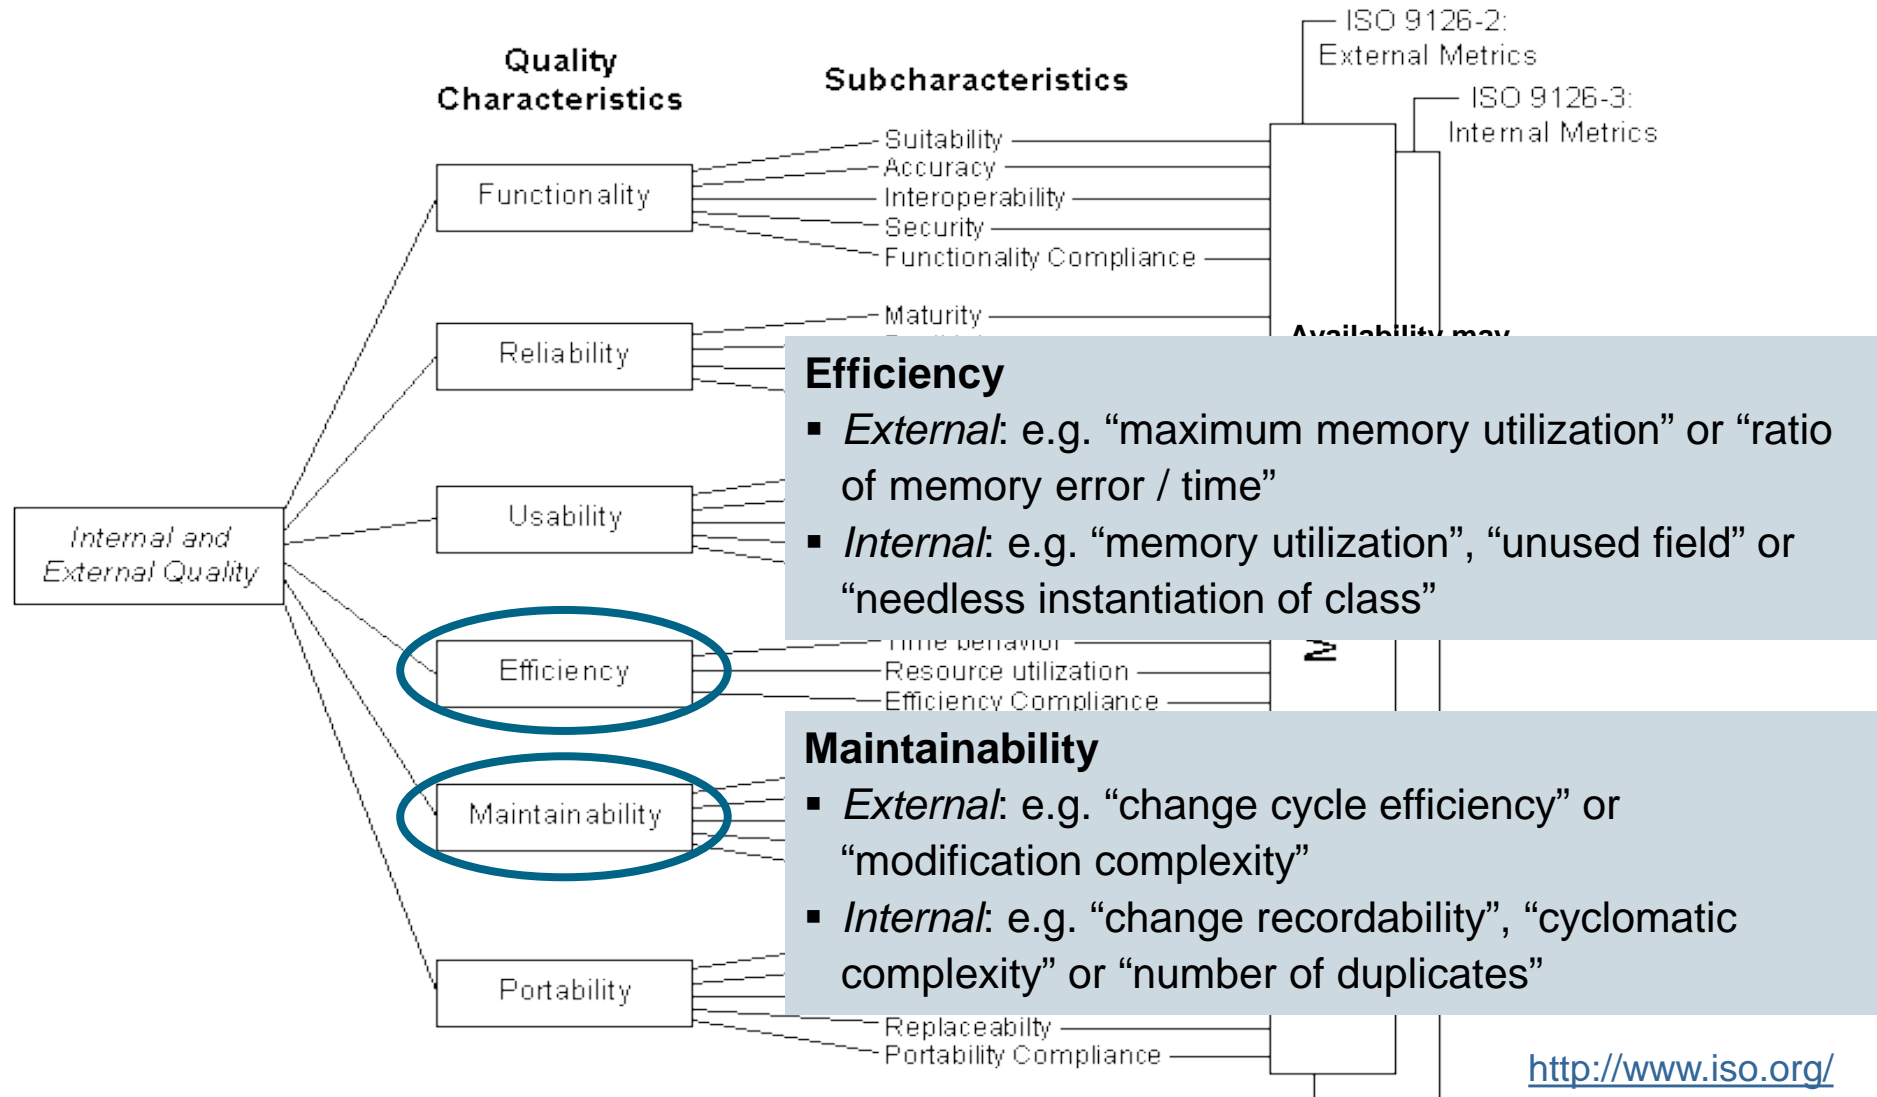 ISO 9126-2:
External Metrics
Quality
Characteristics
Subcharacteristics
ISO 9126-3:
Internal Metrics
Suitability
Accuracy
Interoperability
Security
Functionality Compliance
Functionality
Maturity
Availability may
Reliability
Efficiency
▪ External: e.g. “maximum memory utilization” or “ratio
of memory error / time”
▪ Internal: e.g. “memory utilization”, “unused field” or
“needless instantiation of class”
Usability
Internal and
External Quality
Time behavior
Resource utilization
Efficiency Compliance
Efficiency
Maintainability
▪ External: e.g. “change cycle efficiency” or
“modification complexity”
▪ Internal: e.g. “change recordability”, “cyclomatic
complexity” or “number of duplicates”
Maintainability
Portability
Replaceabilty
Portability Compliance
http://www.iso.org/